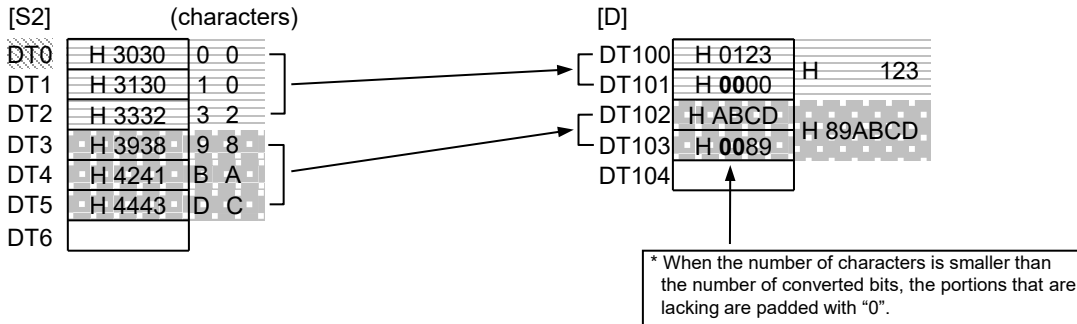 [S2] (characters) [D]
DT0 H 3030 0 0
DT1 H 3130 1 0
DT2 H 3332 3 2
DT3 H 3938 9 8
DT4 H 4241 B A
DT5 H 4443 D C
DT6
DT100 H 0123
DT101 H 0000
H 123
DT102 H ABCD
DT103 H 0089
H 89ABCD
DT104
* When the number of characters is smaller than
the number of converted bits, the portions that are
lacking are padded with “0”.